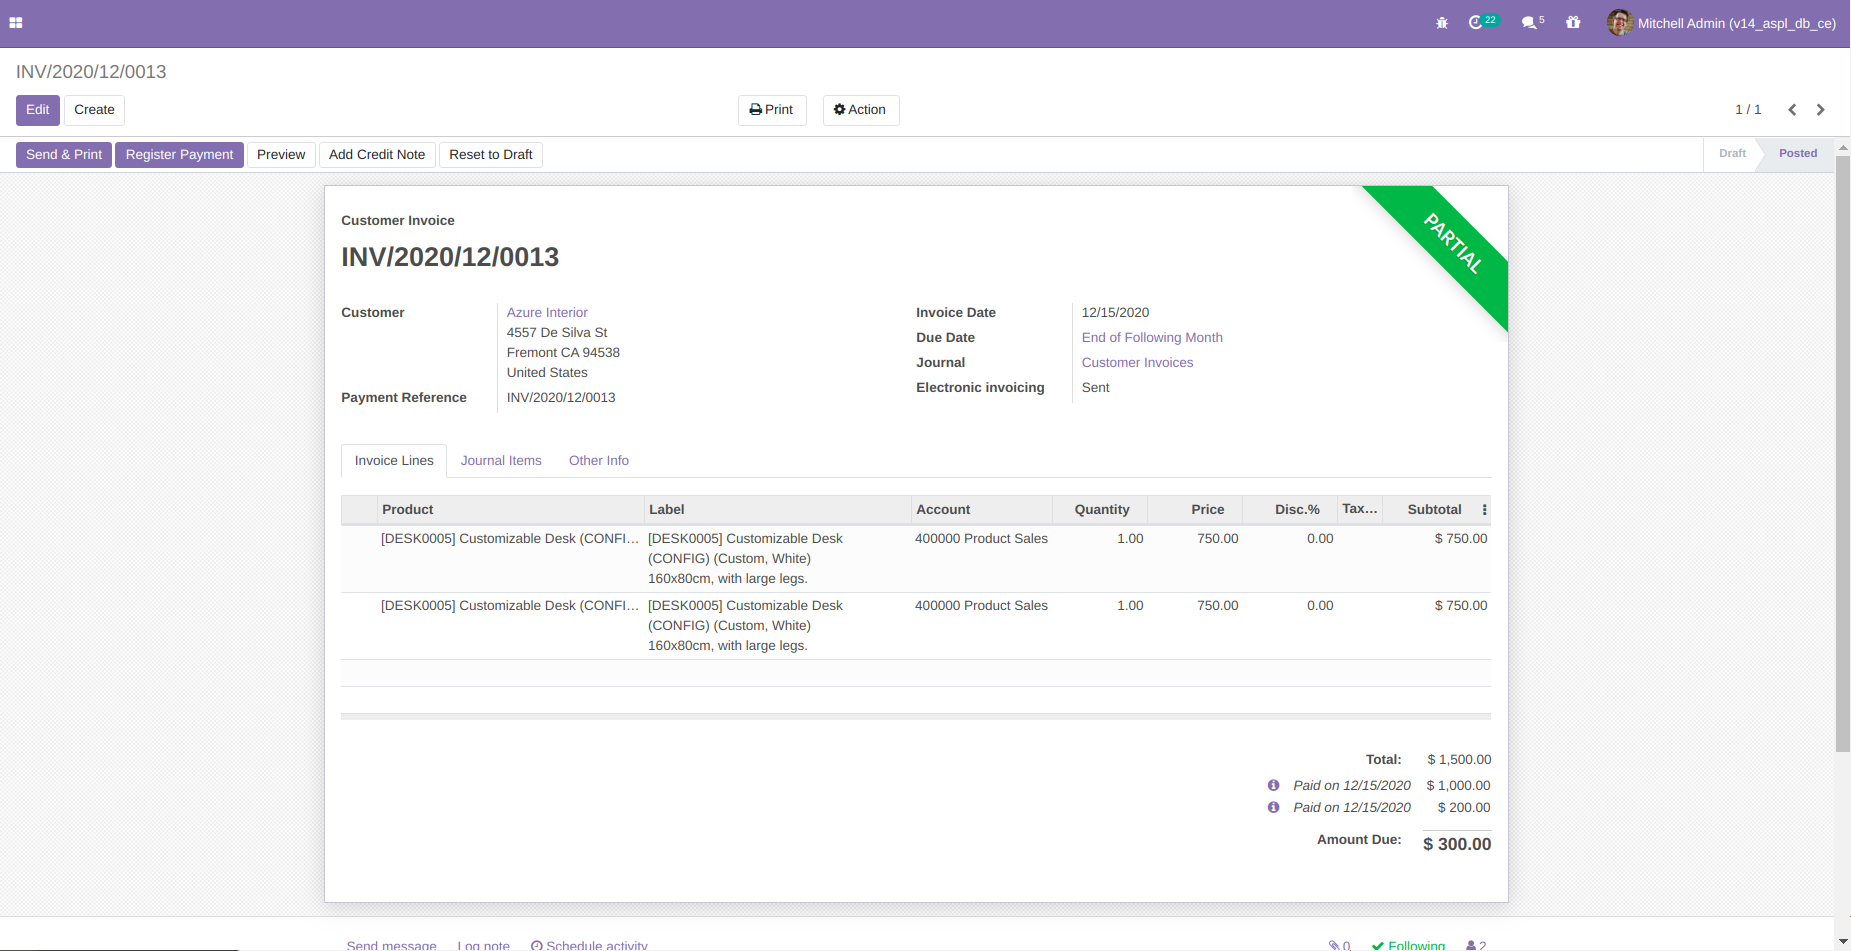 22 5 Mitchell Admin (v14_aspl_db_ce)
INV/2020/12/0013
Edit Create Print Action 1 / 1
Send & Print Register Payment Preview Add Credit Note Reset to Draft Draft Posted
PARTIAL
Customer Invoice
INV/2020/12/0013
Customer Azure Interior
4557 De Silva St
Fremont CA 94538
United States
Payment Reference INV/2020/12/0013
Invoice Date 12/15/2020
Due Date End of Following Month
Journal Customer Invoices
Electronic invoicing Sent
Invoice Lines Journal Items Other Info
Product Label Account Quantity Price Disc.% Tax... Subtotal
[DESK0005] Customizable Desk (CONFI... [DESK0005] Customizable Desk 400000 Product Sales 1.00 750.00 0.00 $ 750.00
(CONFIG) (Custom, White)
160x80cm, with large legs.
[DESK0005] Customizable Desk (CONFI... [DESK0005] Customizable Desk 400000 Product Sales 1.00 750.00 0.00 $ 750.00
(CONFIG) (Custom, White)
160x80cm, with large legs.
Total: $ 1,500.00
Paid on 12/15/2020 $ 1,000.00
Paid on 12/15/2020 $ 200.00
Amount Due: $ 300.00
Send message Log note Schedule activity 0 Following 2